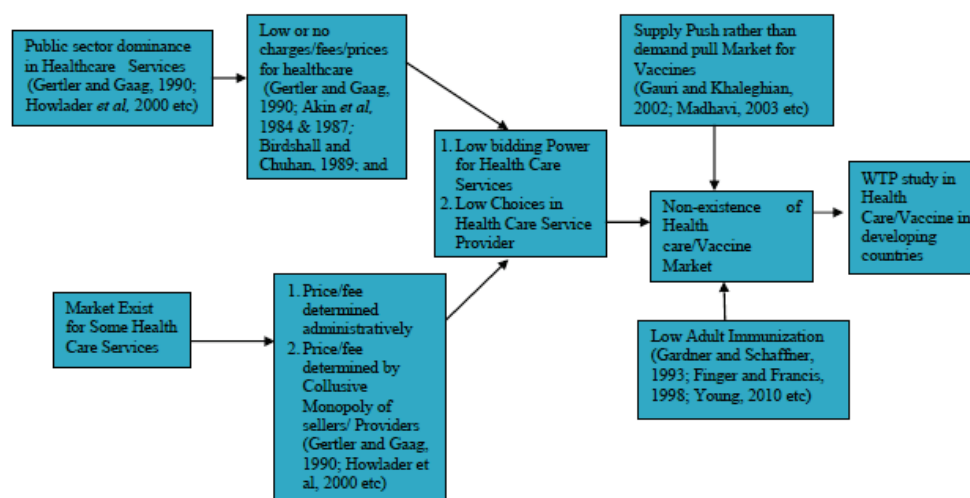 Public sector dominance
in Healthcare Services
(Gertler and Gaag, 1990;
Howlader et al, 2000 etc)
Low or no
charges/fees/prices
for healthcare
(Gertler and Gaag,
1990; Akin et al,
1984 & 1987;
Birdshall and
Chuhan, 1989; and
Supply Push rather than
demand pull Market for
Vaccines
(Gauri and Khaleghian,
2002; Madhavi, 2003 etc)
1. Low bidding Power
for Health Care
Services
2. Low Choices in
Health Care Service
Provider
Non-existence of
Health
care/Vaccine
Market
WTP study in
Health
Care/Vaccine in
developing
countries
Market Exist
for Some Health
Care Services
1. Price/fee
determined
administratively
2. Price/fee
determined by
Collusive
Monopoly of
sellers/ Providers
(Gertler and Gaag,
1990; Howlader et
al, 2000 etc)
Low Adult Immunization
(Gardner and Schaffner,
1993; Finger and Francis,
1998; Young, 2010 etc)